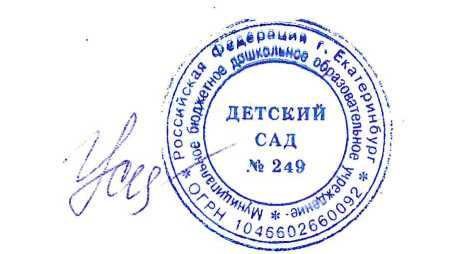 Российская Федерация г. Екатеринбург
* ОГРН 1046602660092 *
Муниципальное бюджетное дошкольное образовательное учреждение- *
ДЕТСКИЙ
САД
№ 249